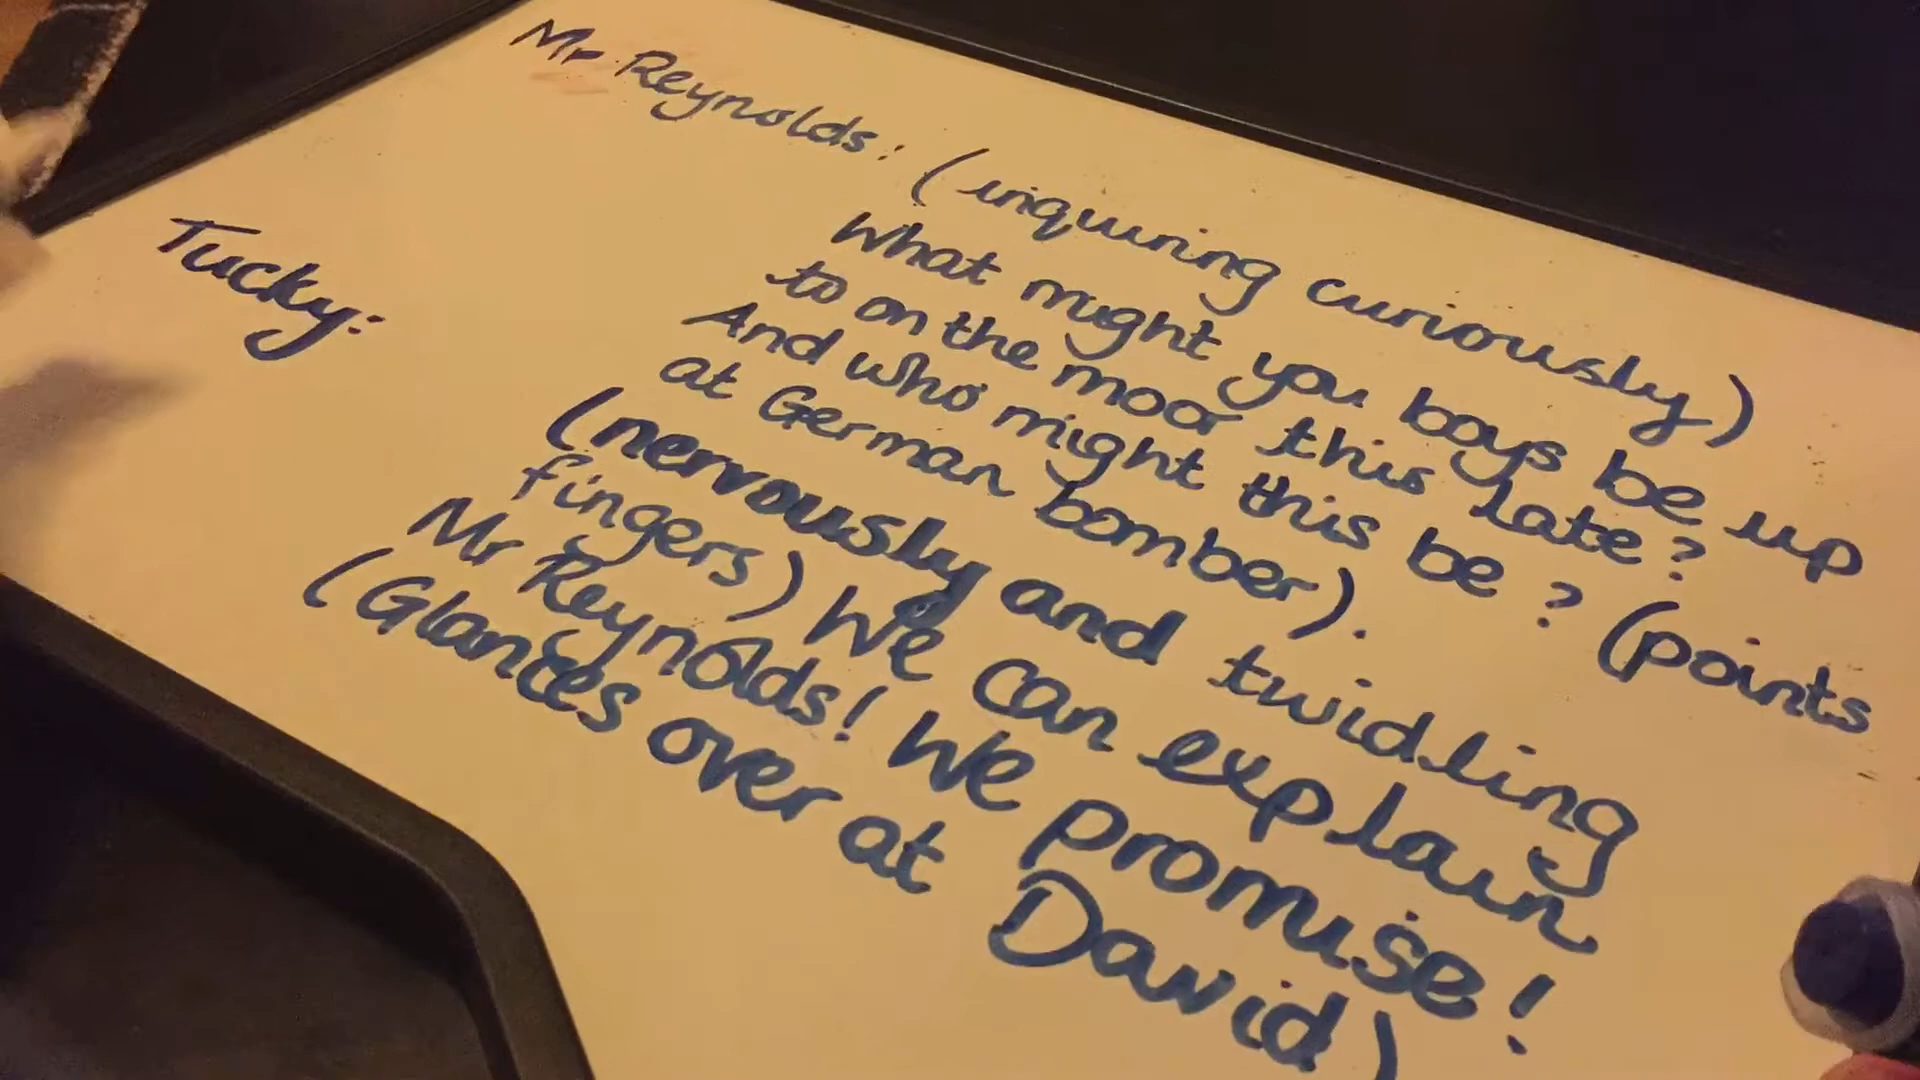 Mr Reynolds: (inquiring curiously)
What might you boys be up
to on the moor this late?
And who might this be? (points
at German bomber).
Tucky: (nervously and twidling
fingers) We can explain
Mr Reynolds! We promise!
(Glances over at David)